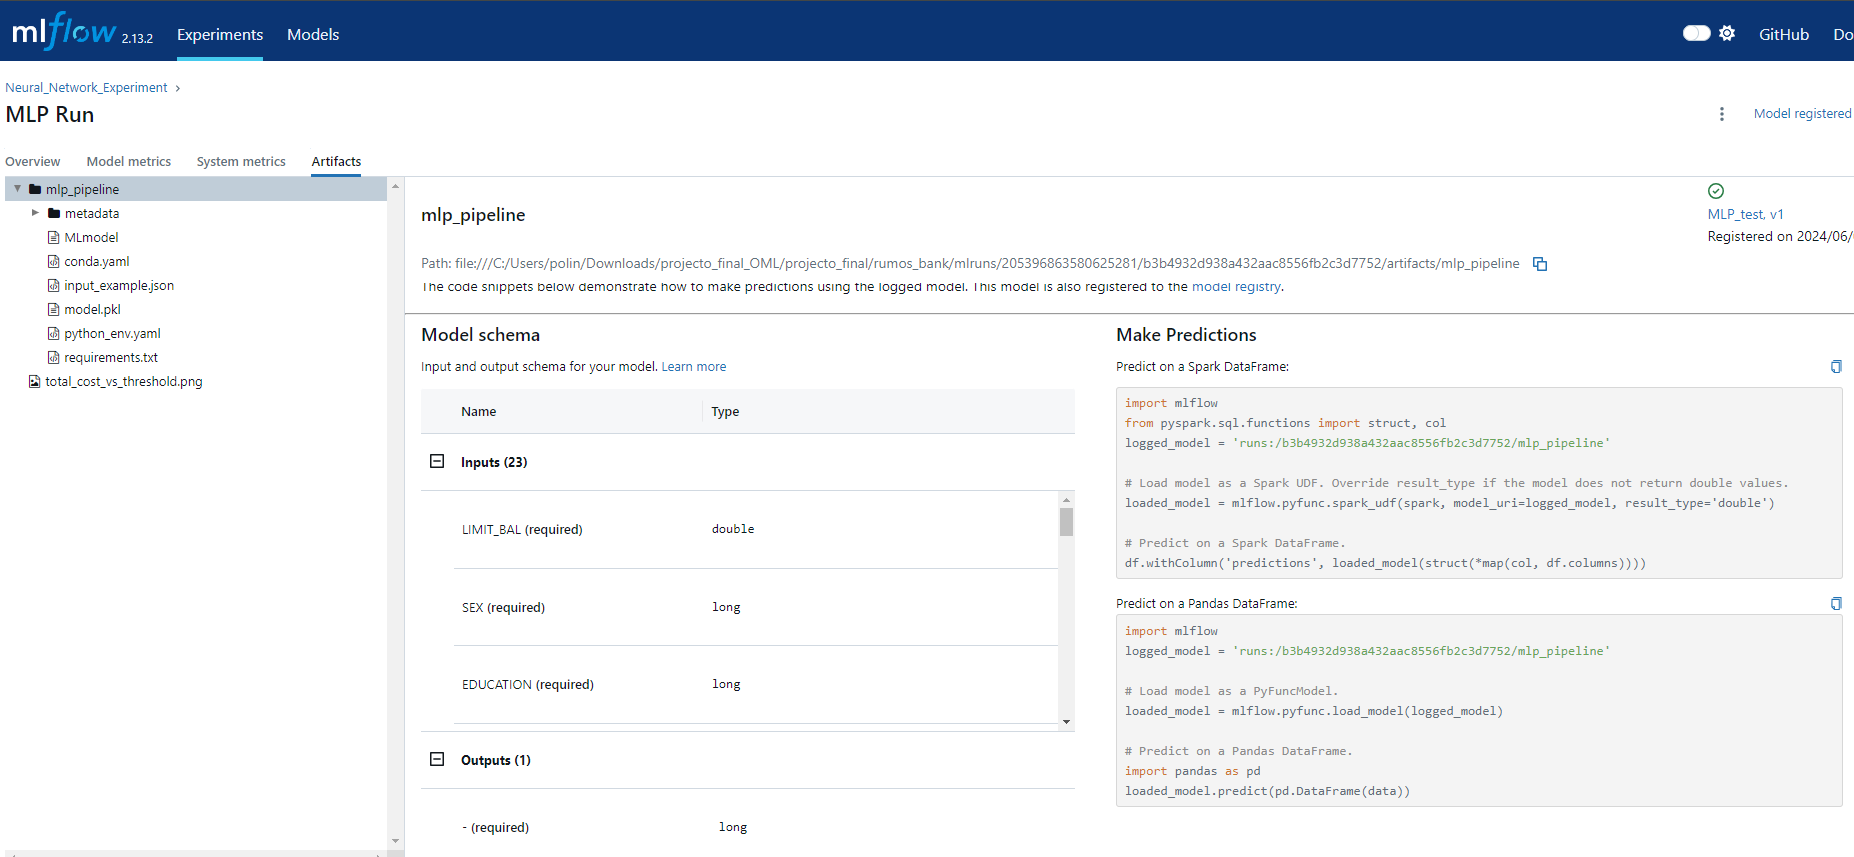 mlflow 2.13.2 Experiments Models GitHub Do
Neural_Network_Experiment
MLP Run
Model registered
Overview Model metrics System metrics Artifacts
mlp_pipeline
metadata
MLmodel
conda.yaml
input_example.json
model.pkl
python_env.yaml
requirements.txt
total_cost_vs_threshold.png
mlp_pipeline
MLP_test, v1
Registered on 2024/06/
Path: file:///C:/Users/polin/Downloads/projecto_final_OML/projecto_final/rumos_bank/mlruns/205396863580625281/b3b4932d938a432aac8556fb2c3d7752/artifacts/mlp_pipeline
The code snippets below demonstrate how to make predictions using the logged model. This model is also registered to the model registry.
Model schema
Input and output schema for your model. Learn more
Name Type
Inputs (23)
LIMIT_BAL (required) double
SEX (required) long
EDUCATION (required) long
Outputs (1)
- (required) long
Make Predictions
Predict on a Spark DataFrame:
import mlflow
from pyspark.sql.functions import struct, col
logged_model = 'runs:/b3b4932d938a432aac8556fb2c3d7752/mlp_pipeline'
# Load model as a Spark UDF. Override result_type if the model does not return double values.
loaded_model = mlflow.pyfunc.spark_udf(spark, model_uri=logged_model, result_type='double')
# Predict on a Spark DataFrame.
df.withColumn('predictions', loaded_model(struct(*map(col, df.columns))))
Predict on a Pandas DataFrame:
import mlflow
logged_model = 'runs:/b3b4932d938a432aac8556fb2c3d7752/mlp_pipeline'
# Load model as a PyFuncModel.
loaded_model = mlflow.pyfunc.load_model(logged_model)
# Predict on a Pandas DataFrame.
import pandas as pd
loaded_model.predict(pd.DataFrame(data))